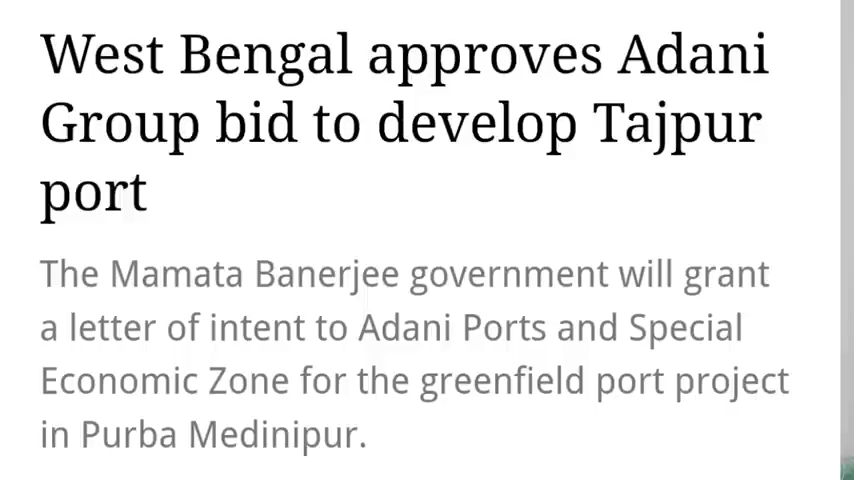 West Bengal approves Adani
Group bid to develop Tajpur
port
The Mamata Banerjee government will grant
a letter of intent to Adani Ports and Special
Economic Zone for the greenfield port project
in Purba Medinipur.